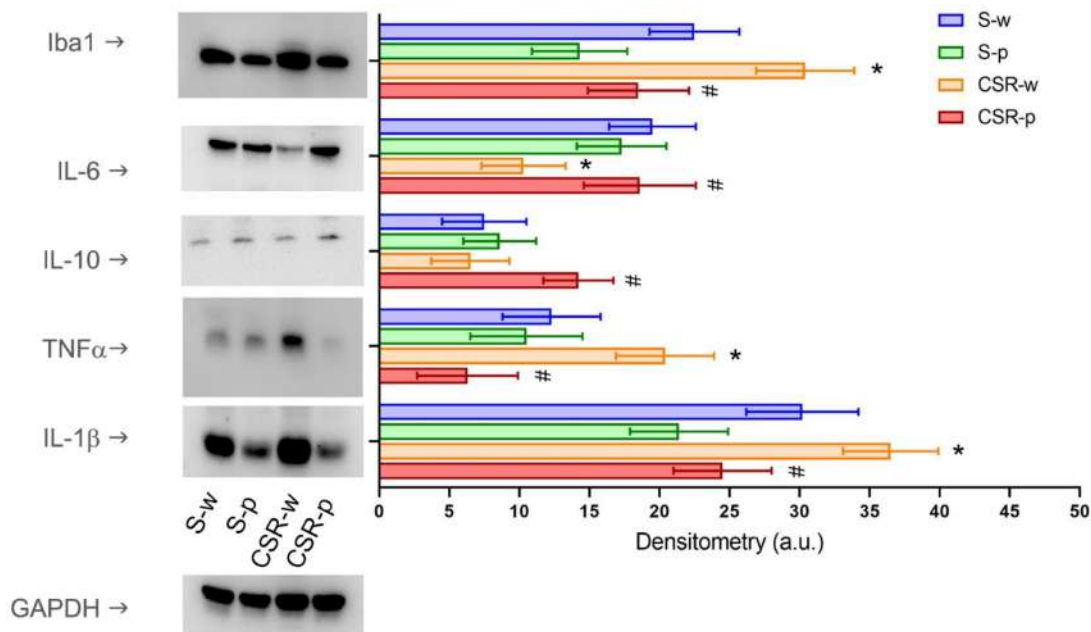 Iba1 →
IL-6 →
IL-10 →
TNFα→
IL-1β →
S-w
S-p
CSR-w
CSR-p
GAPDH →
*
#
*
#
#
*
#
*
#
0 5 10 15 20 25 30 35 40 45 50
Densitometry (a.u.)
S-w
S-p
CSR-w
CSR-p